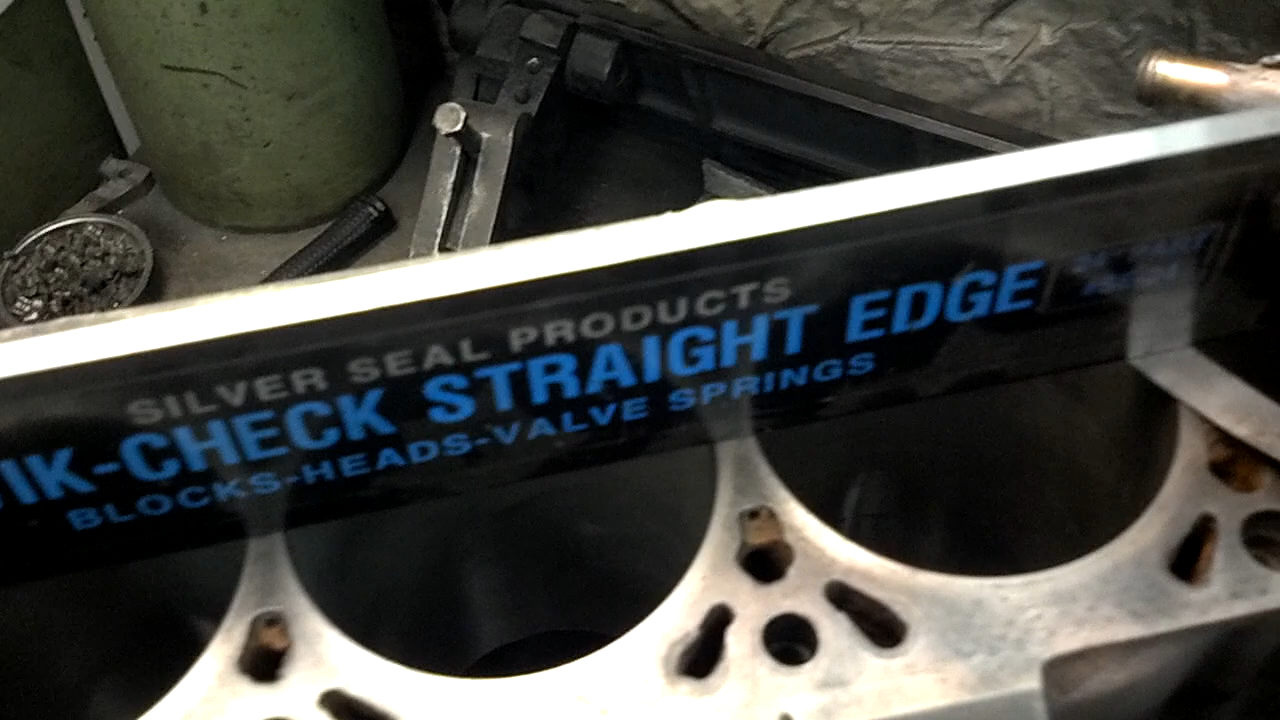 SILVER SEAL PRODUCTS
IK-CHECK STRAIGHT EDGE
BLOCKS-HEADS-VALVE SPRINGS